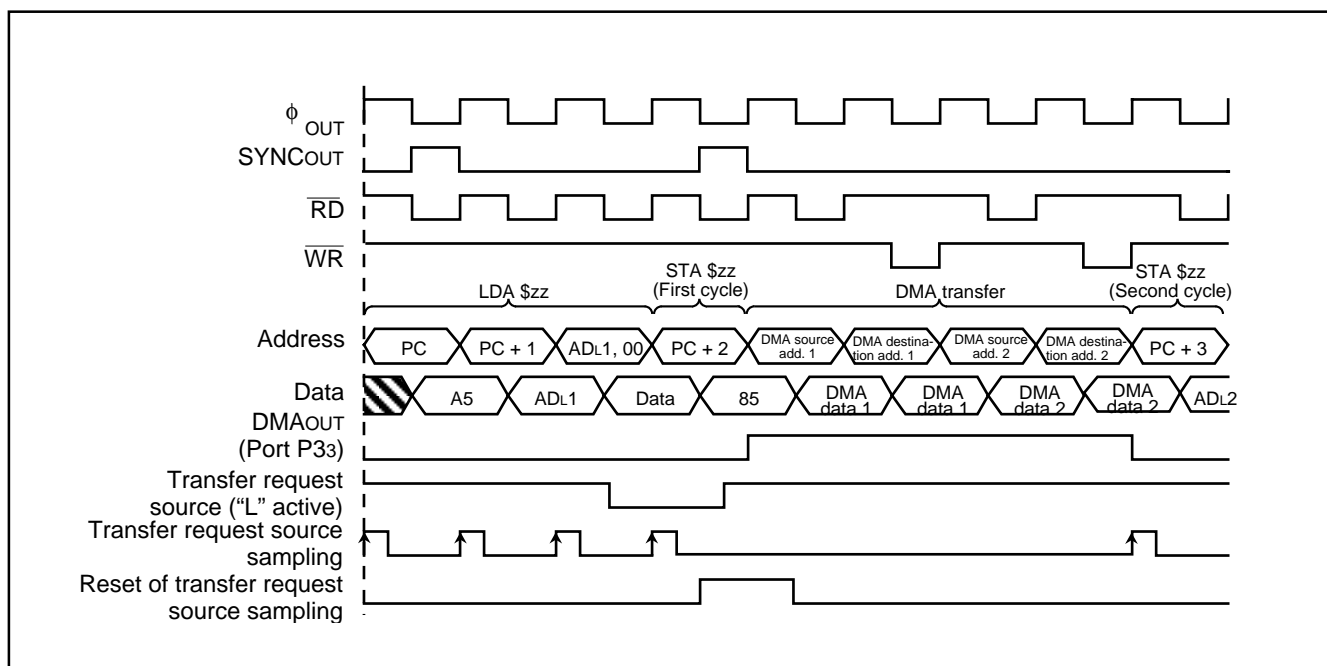 ϕ OUT
SYNCOUT
RD
WR
STA $zz
(First cycle)
STA $zz
(Second cycle)
LDA $zz
DMA transfer
Address
PC
PC + 1
ADL1, 00
PC + 2
DMA source
add. 1
DMA destina-
tion add. 1
DMA source
add. 2
DMA destina-
tion add. 2
PC + 3
Data
A5
ADL1
Data
85
DMA
data 1
DMA
data 1
DMA
data 2
DMA
data 2
ADL2
DMAOUT
(Port P33)
Transfer request
source (“L” active)
Transfer request source
sampling
Reset of transfer request
source sampling